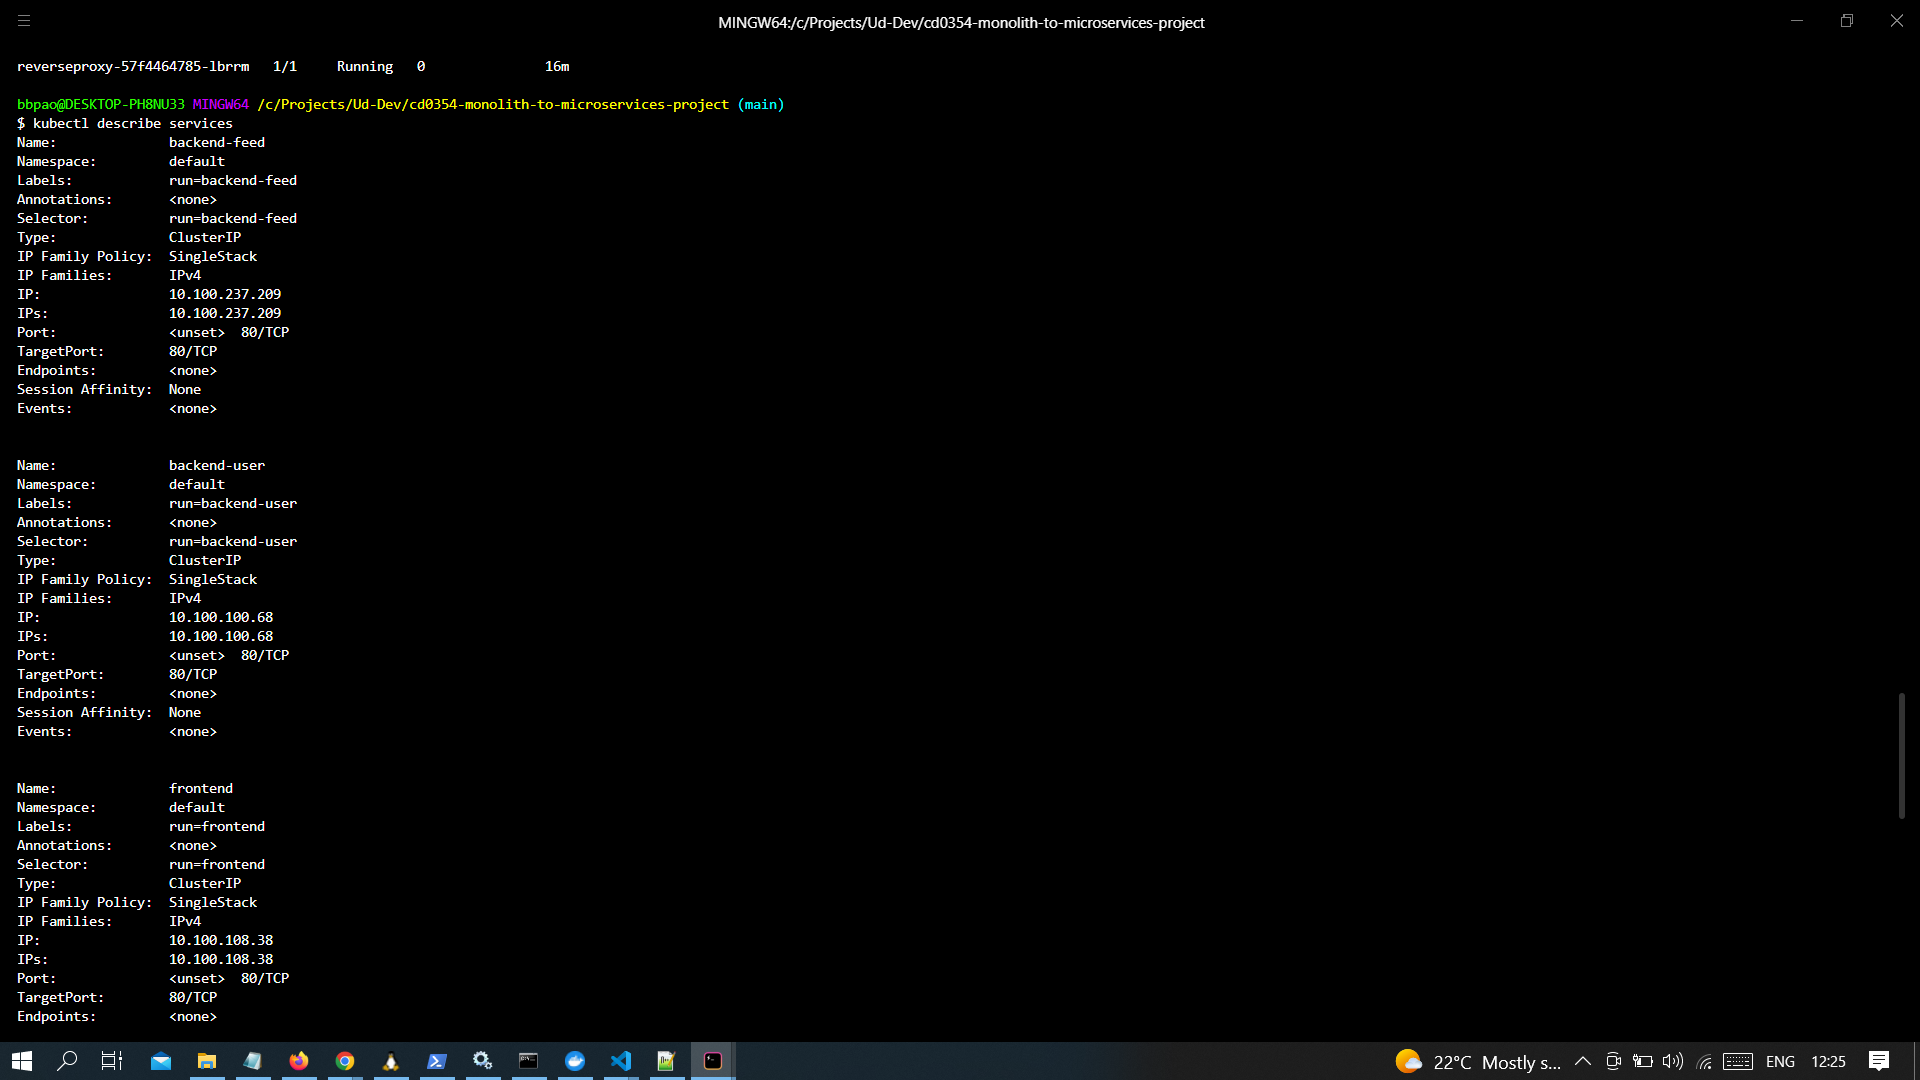 MINGW64:/c/Projects/Ud-Dev/cd0354-monolith-to-microservices-project
reverseproxy-57f4464785-lbrrm   1/1     Running   0               16m
bbpao@DESKTOP-PH8NU33 MINGW64 /c/Projects/Ud-Dev/cd0354-monolith-to-microservices-project (main)
$ kubectl describe services
Name:              backend-feed
Namespace:         default
Labels:            run=backend-feed
Annotations:       <none>
Selector:          run=backend-feed
Type:              ClusterIP
IP Family Policy:  SingleStack
IP Families:       IPv4
IP:                10.100.237.209
IPs:               10.100.237.209
Port:              <unset>  80/TCP
TargetPort:        80/TCP
Endpoints:         <none>
Session Affinity:  None
Events:            <none>
Name:              backend-user
Namespace:         default
Labels:            run=backend-user
Annotations:       <none>
Selector:          run=backend-user
Type:              ClusterIP
IP Family Policy:  SingleStack
IP Families:       IPv4
IP:                10.100.100.68
IPs:               10.100.100.68
Port:              <unset>  80/TCP
TargetPort:        80/TCP
Endpoints:         <none>
Session Affinity:  None
Events:            <none>
Name:              frontend
Namespace:         default
Labels:            run=frontend
Annotations:       <none>
Selector:          run=frontend
Type:              ClusterIP
IP Family Policy:  SingleStack
IP Families:       IPv4
IP:                10.100.108.38
IPs:               10.100.108.38
Port:              <unset>  80/TCP
TargetPort:        80/TCP
Endpoints:         <none>
22°C Mostly s... ENG 12:25